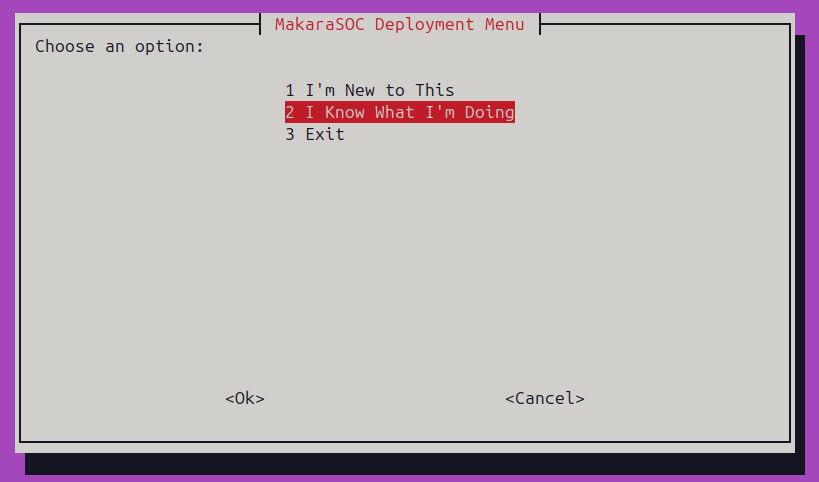 MakaraSOC Deployment Menu
Choose an option:
1 I'm New to This
2 I Know What I'm Doing
3 Exit
<Ok> <Cancel>